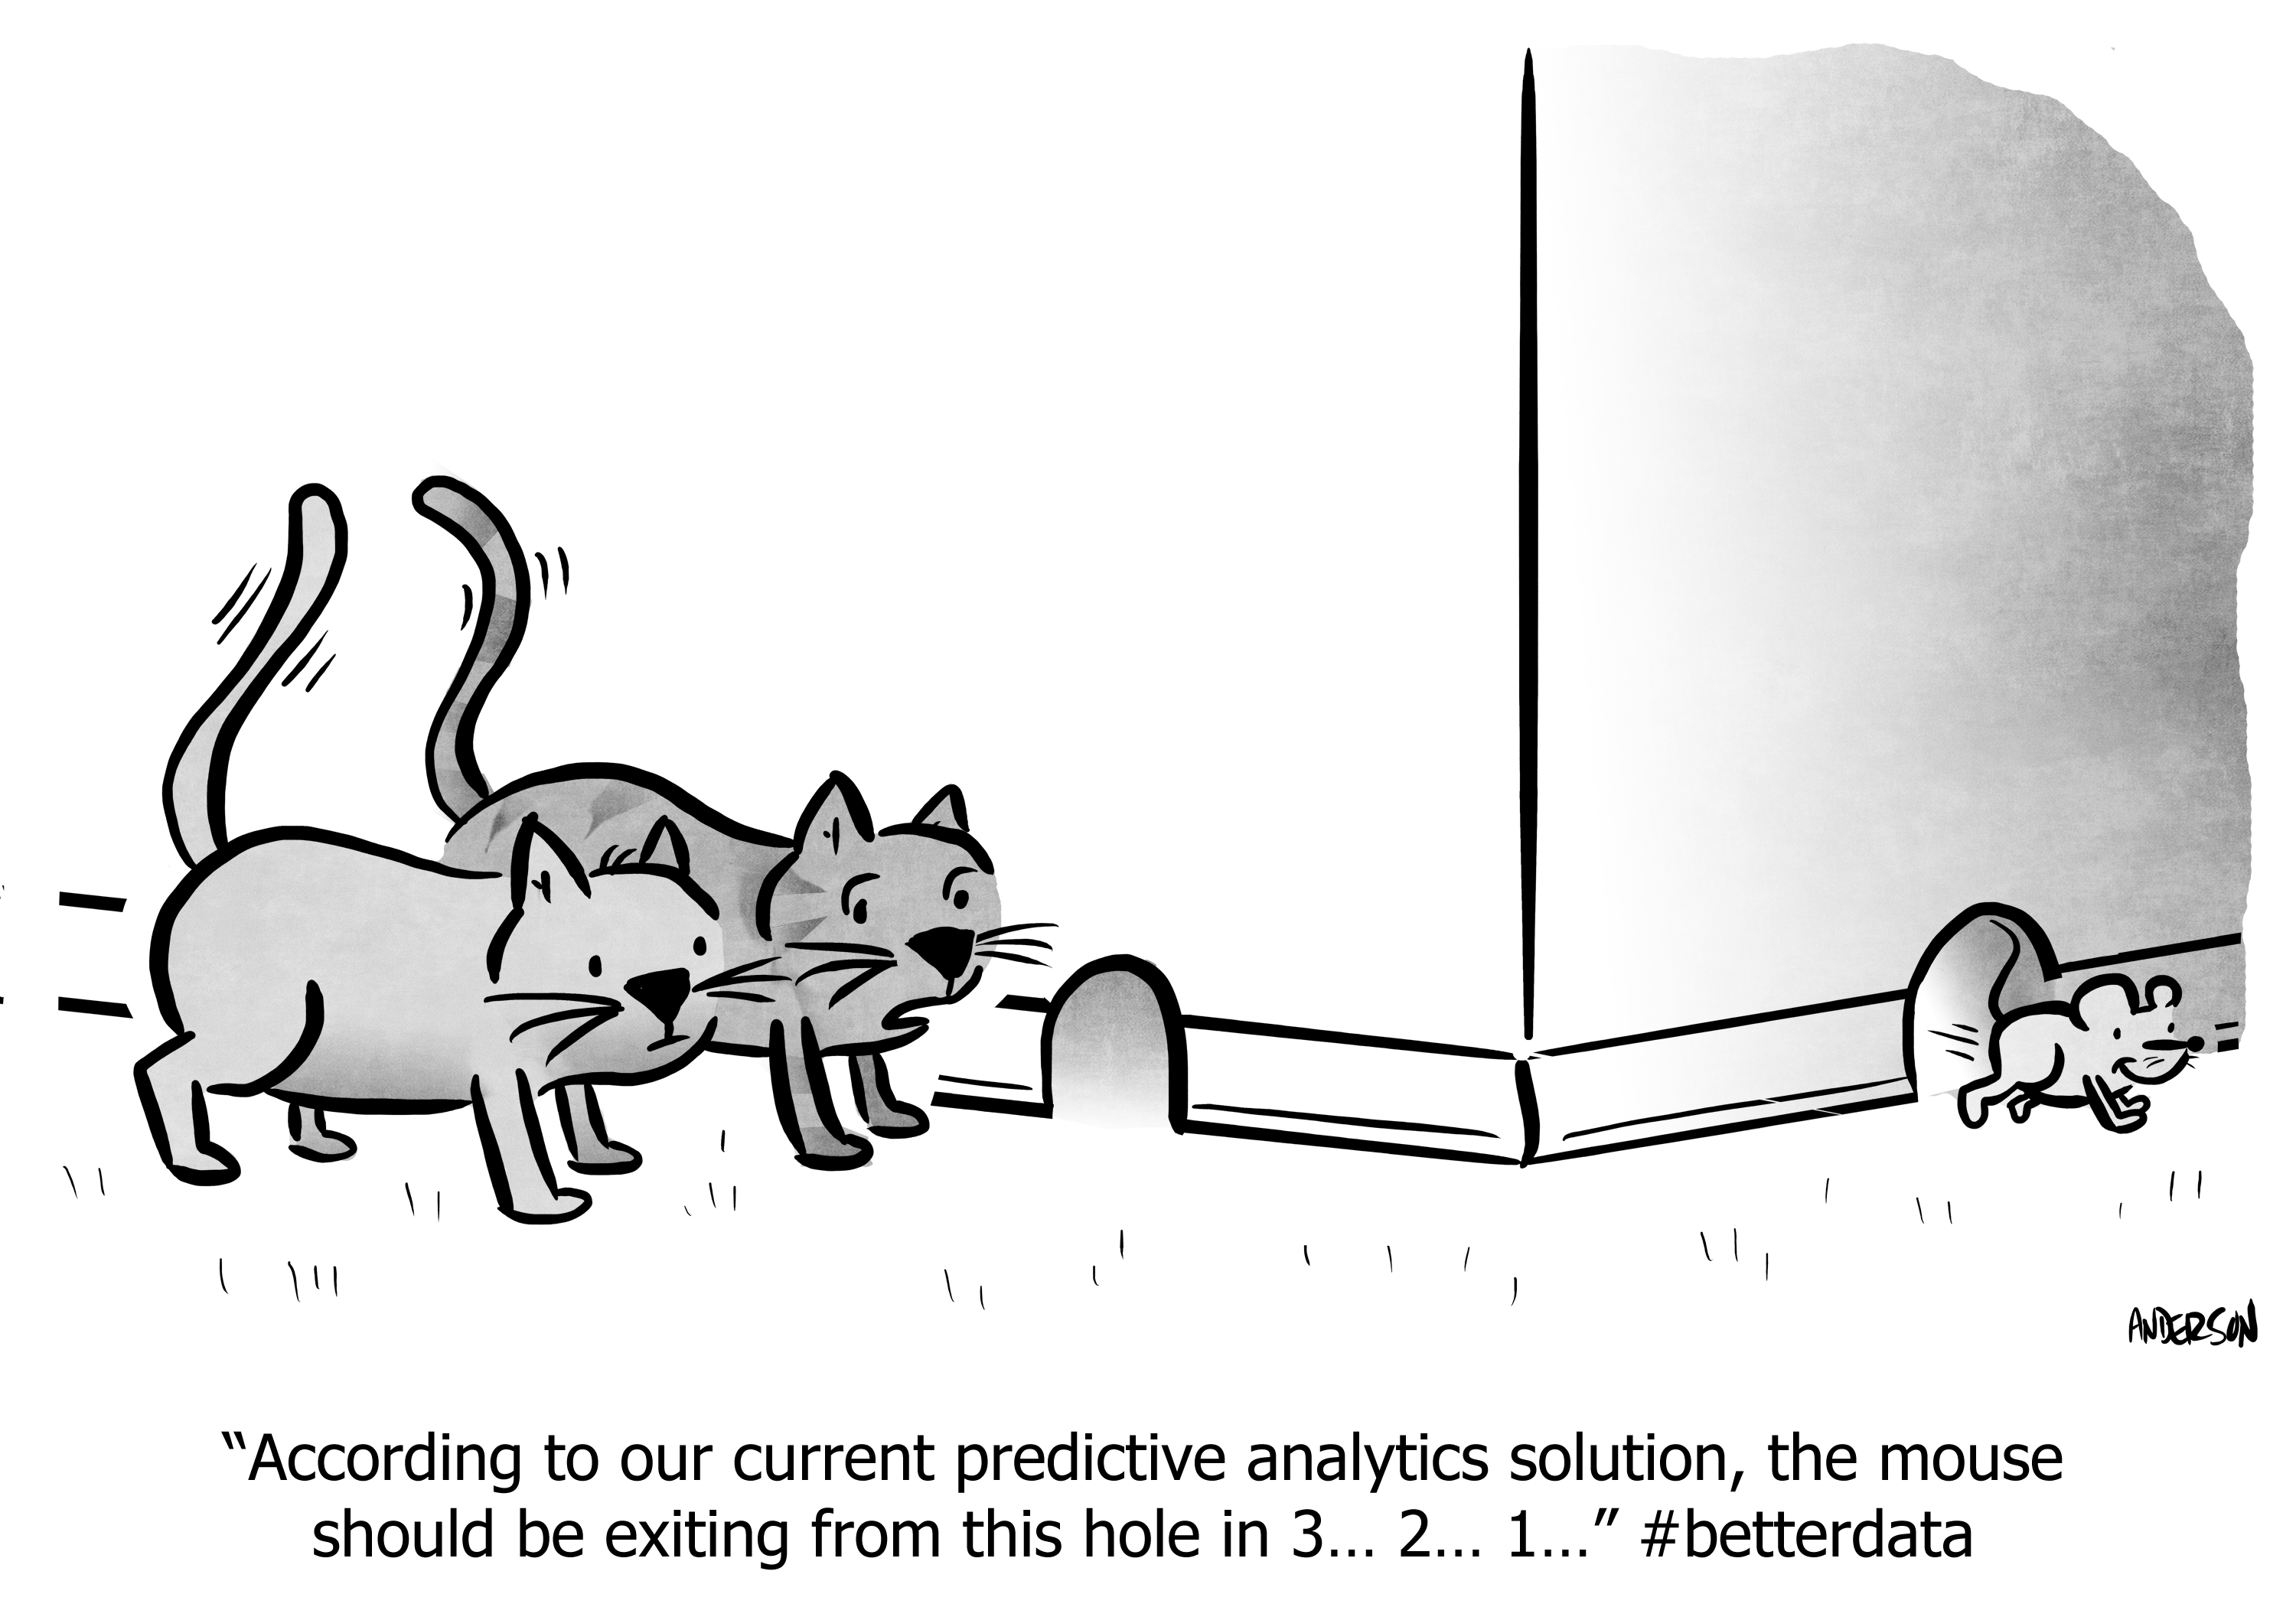 ANDERSON
“According to our current predictive analytics solution, the mouse
should be exiting from this hole in 3... 2... 1...” #betterdata